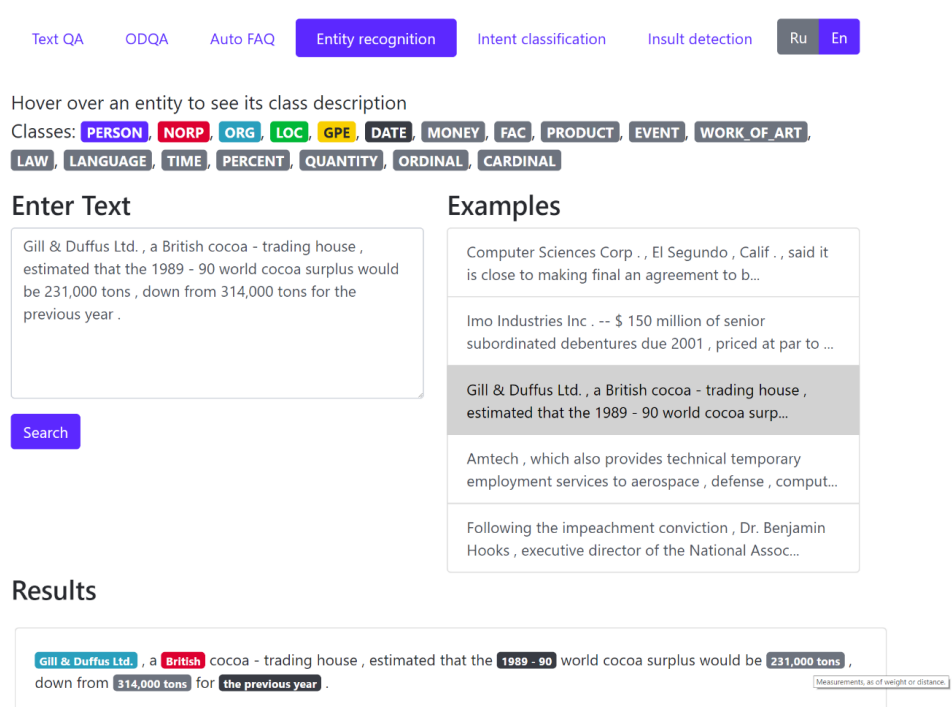 Text QA ODQA Auto FAQ Entity recognition Intent classification Insult detection Ru En
Hover over an entity to see its class description
Classes: PERSON, NORP, ORG, LOC, GPE, DATE, MONEY, FAC, PRODUCT, EVENT, WORK_OF_ART,
LAW, LANGUAGE, TIME, PERCENT, QUANTITY, ORDINAL, CARDINAL
Enter Text
Gill & Duffus Ltd. , a British cocoa - trading house ,
estimated that the 1989 - 90 world cocoa surplus would
be 231,000 tons , down from 314,000 tons for the
previous year .
Search
Examples
Computer Sciences Corp . , El Segundo , Calif . , said it
is close to making final an agreement to b...
Imo Industries Inc . -- $ 150 million of senior
subordinated debentures due 2001 , priced at par to ...
Gill & Duffus Ltd. , a British cocoa - trading house ,
estimated that the 1989 - 90 world cocoa surp...
Amtech , which also provides technical temporary
employment services to aerospace , defense , comput...
Following the impeachment conviction , Dr. Benjamin
Hooks , executive director of the National Assoc...
Results
Gill & Duffus Ltd. , a British cocoa - trading house , estimated that the 1989 - 90 world cocoa surplus would be 231,000 tons ,
down from 314,000 tons for the previous year .
Measurements, as of weight or distance.